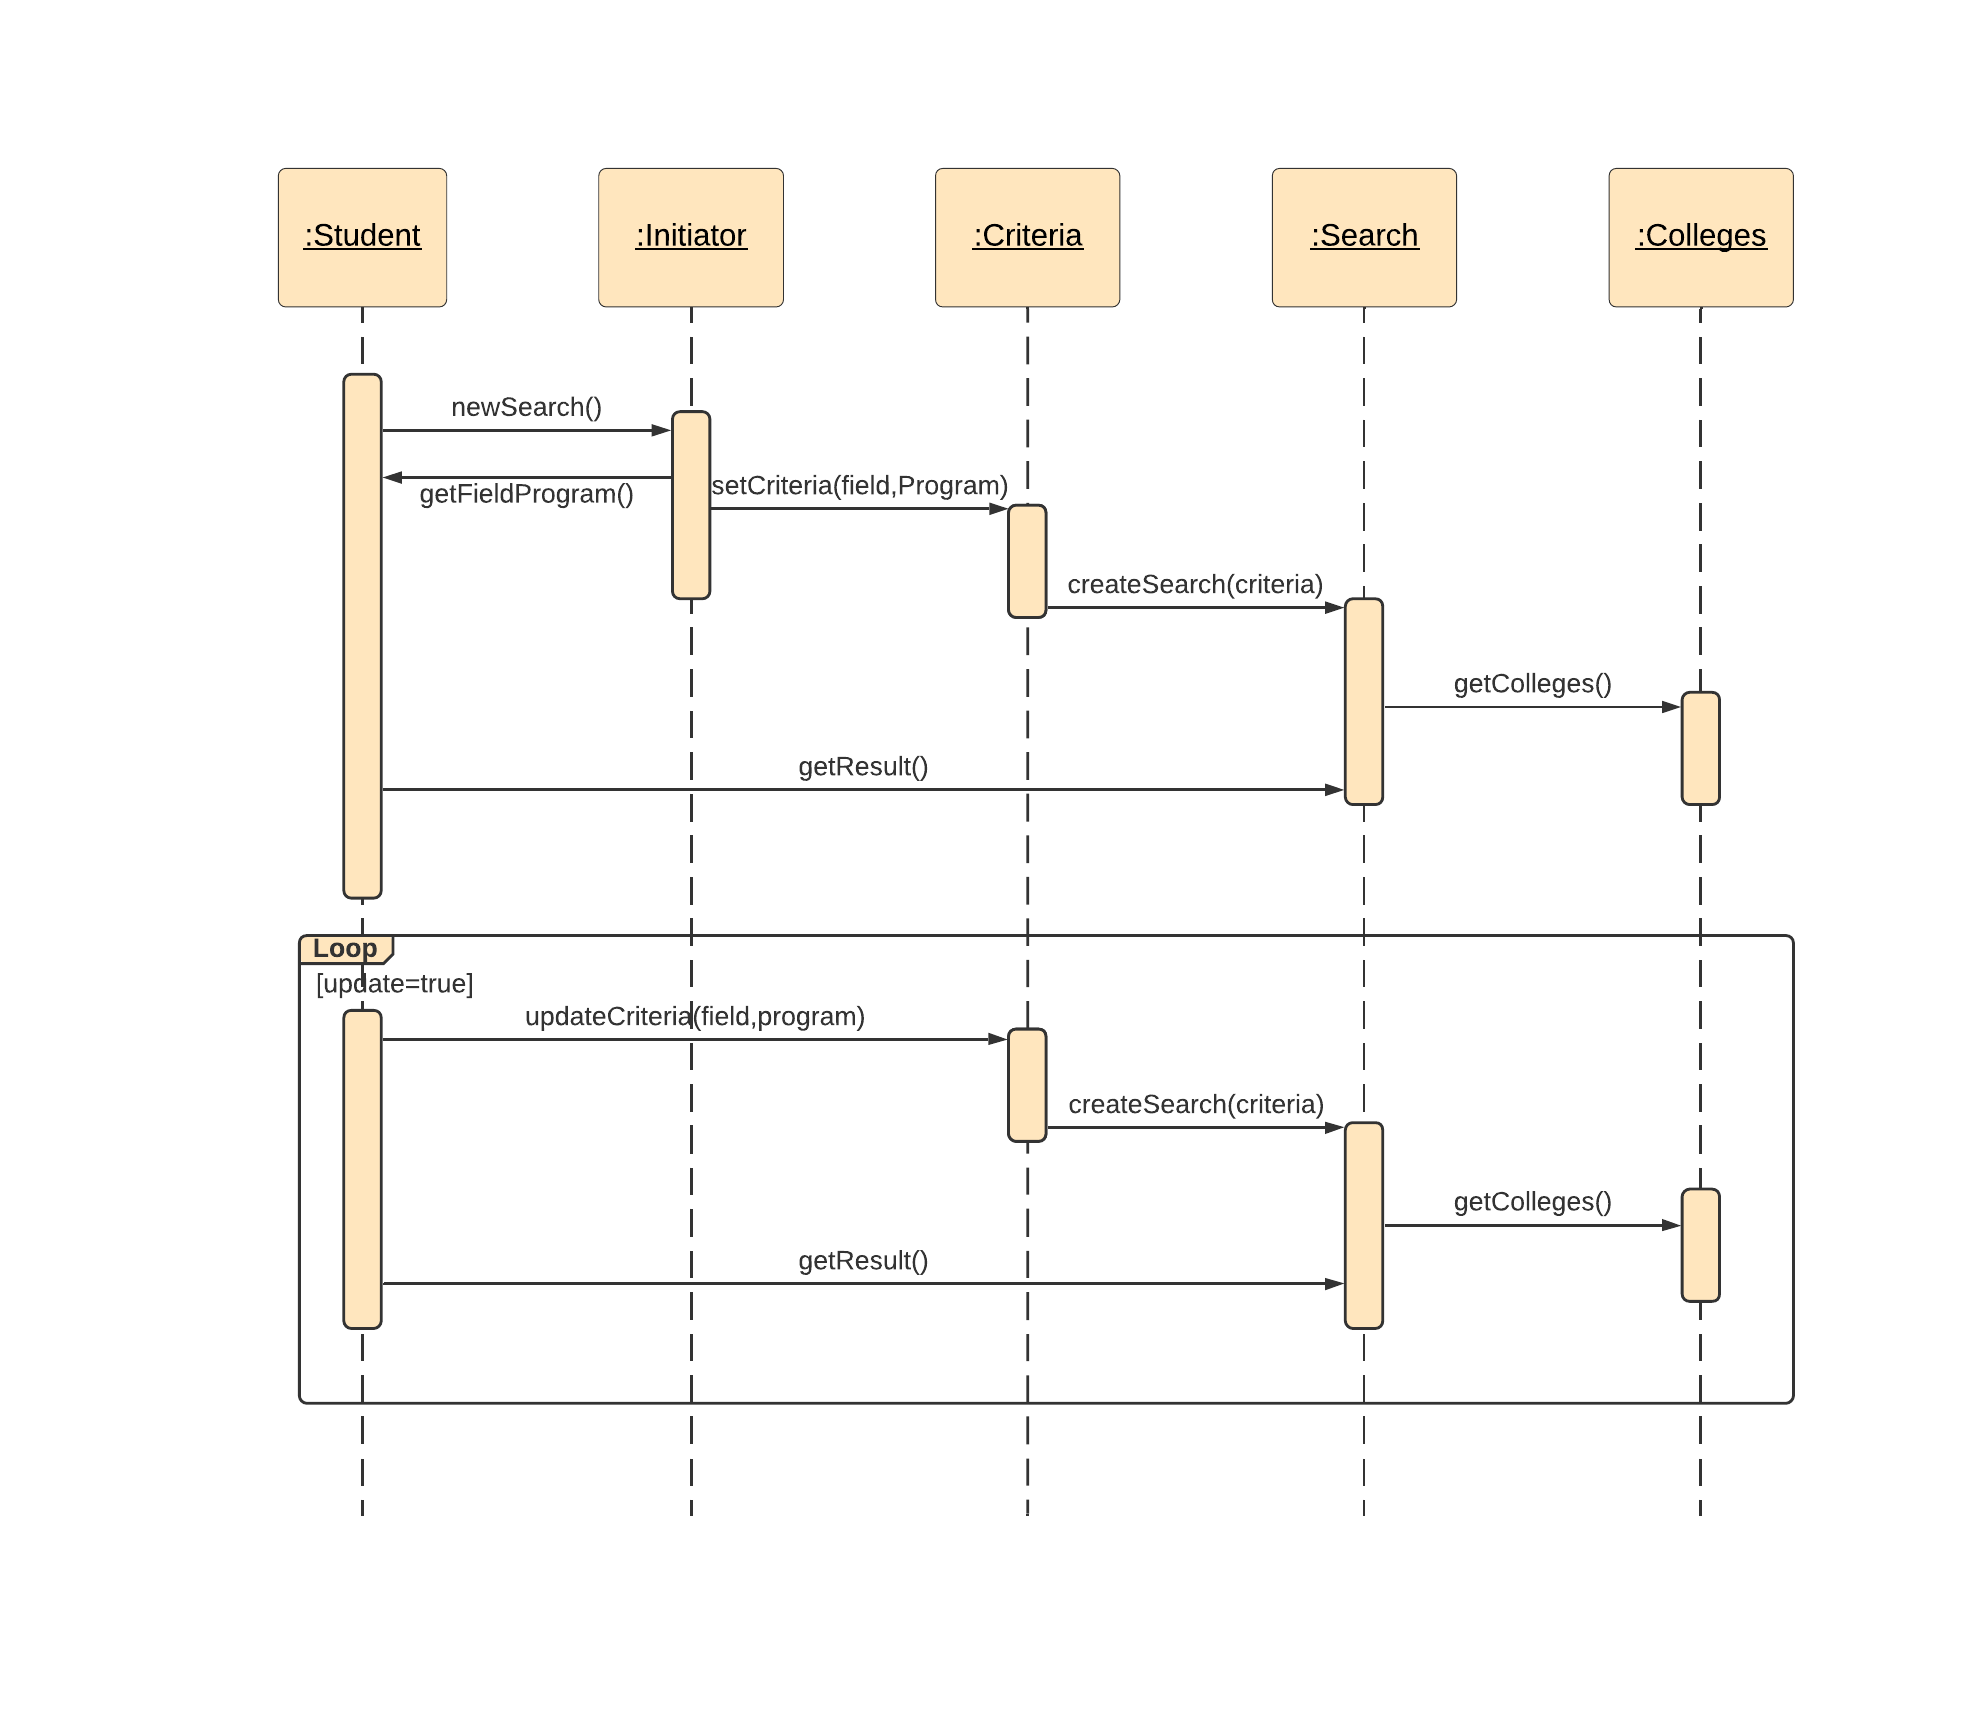 :Student
:Initiator
:Criteria
:Search
:Colleges
newSearch()
getFieldProgram()
setCriteria(field,Program)
createSearch(criteria)
getColleges()
getResult()
Loop
[update=true]
updateCriteria(field,program)
createSearch(criteria)
getColleges()
getResult()